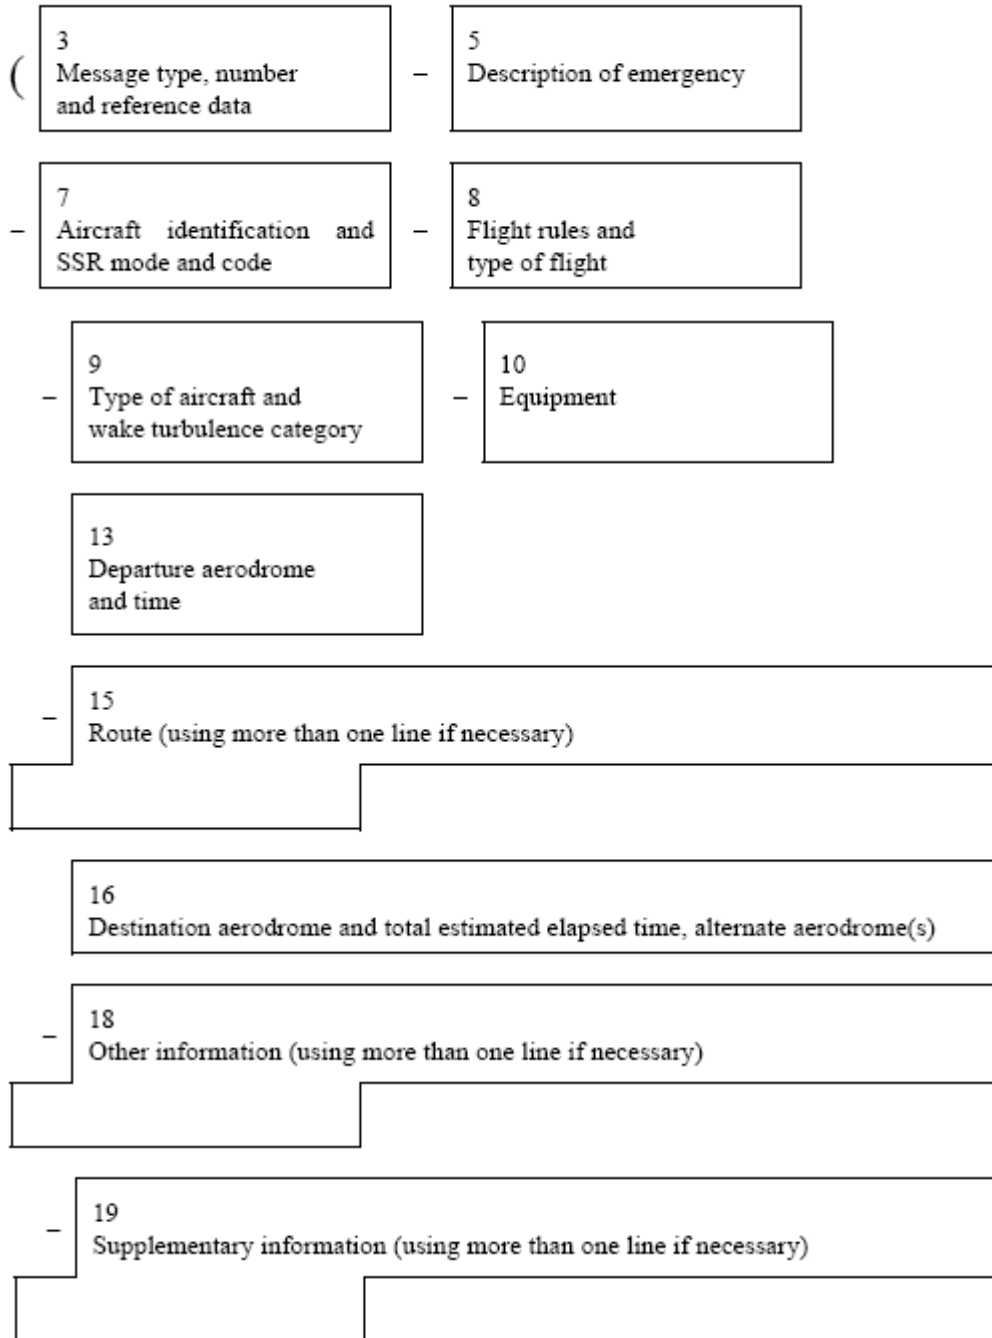 (
3
Message type, number
and reference data
–
5
Description of emergency
–
7
Aircraft identification and
SSR mode and code
–
8
Flight rules and
type of flight
–
9
Type of aircraft and
wake turbulence category
–
10
Equipment
13
Departure aerodrome
and time
–
15
Route (using more than one line if necessary)
16
Destination aerodrome and total estimated elapsed time, alternate aerodrome(s)
–
18
Other information (using more than one line if necessary)
–
19
Supplementary information (using more than one line if necessary)